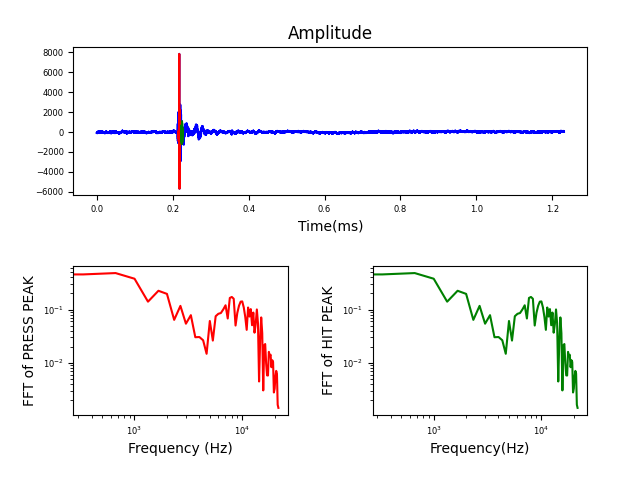 Amplitude
8000
6000
4000
2000
0
−2000
−4000
−6000
0.0 0.2 0.4 0.6 0.8 1.0 1.2
Time(ms)
FFT of PRESS PEAK
10⁻¹
10⁻²
10³ 10⁴
Frequency (Hz)
FFT of HIT PEAK
10⁻¹
10⁻²
10³ 10⁴
Frequency(Hz)